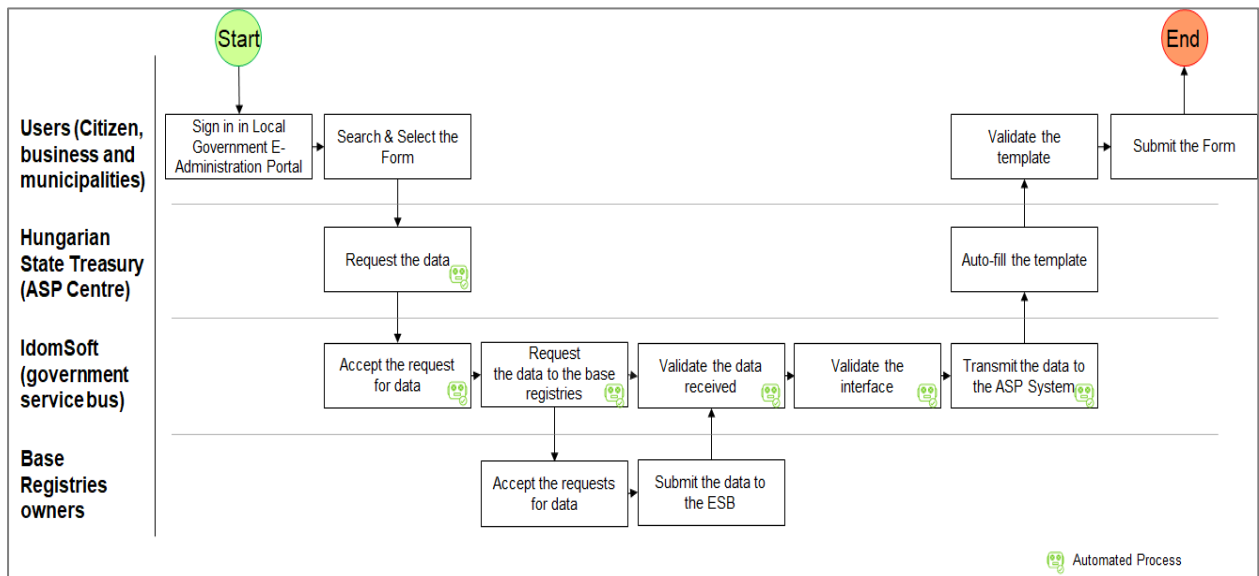 Start
End
Users (Citizen,
business and
municipalities)
Sign in in Local
Government E-
Administration Portal
Search & Select the
Form
Validate the
template
Submit the Form
Hungarian
State Treasury
(ASP Centre)
Request the data
Auto-fill the template
IdomSoft
(government
service bus)
Accept the request
for data
Request
the data to the base
registries
Validate the data
received
Validate the
interface
Transmit the data to
the ASP System
Base
Registries
owners
Accept the requests
for data
Submit the data to
the ESB
Automated Process